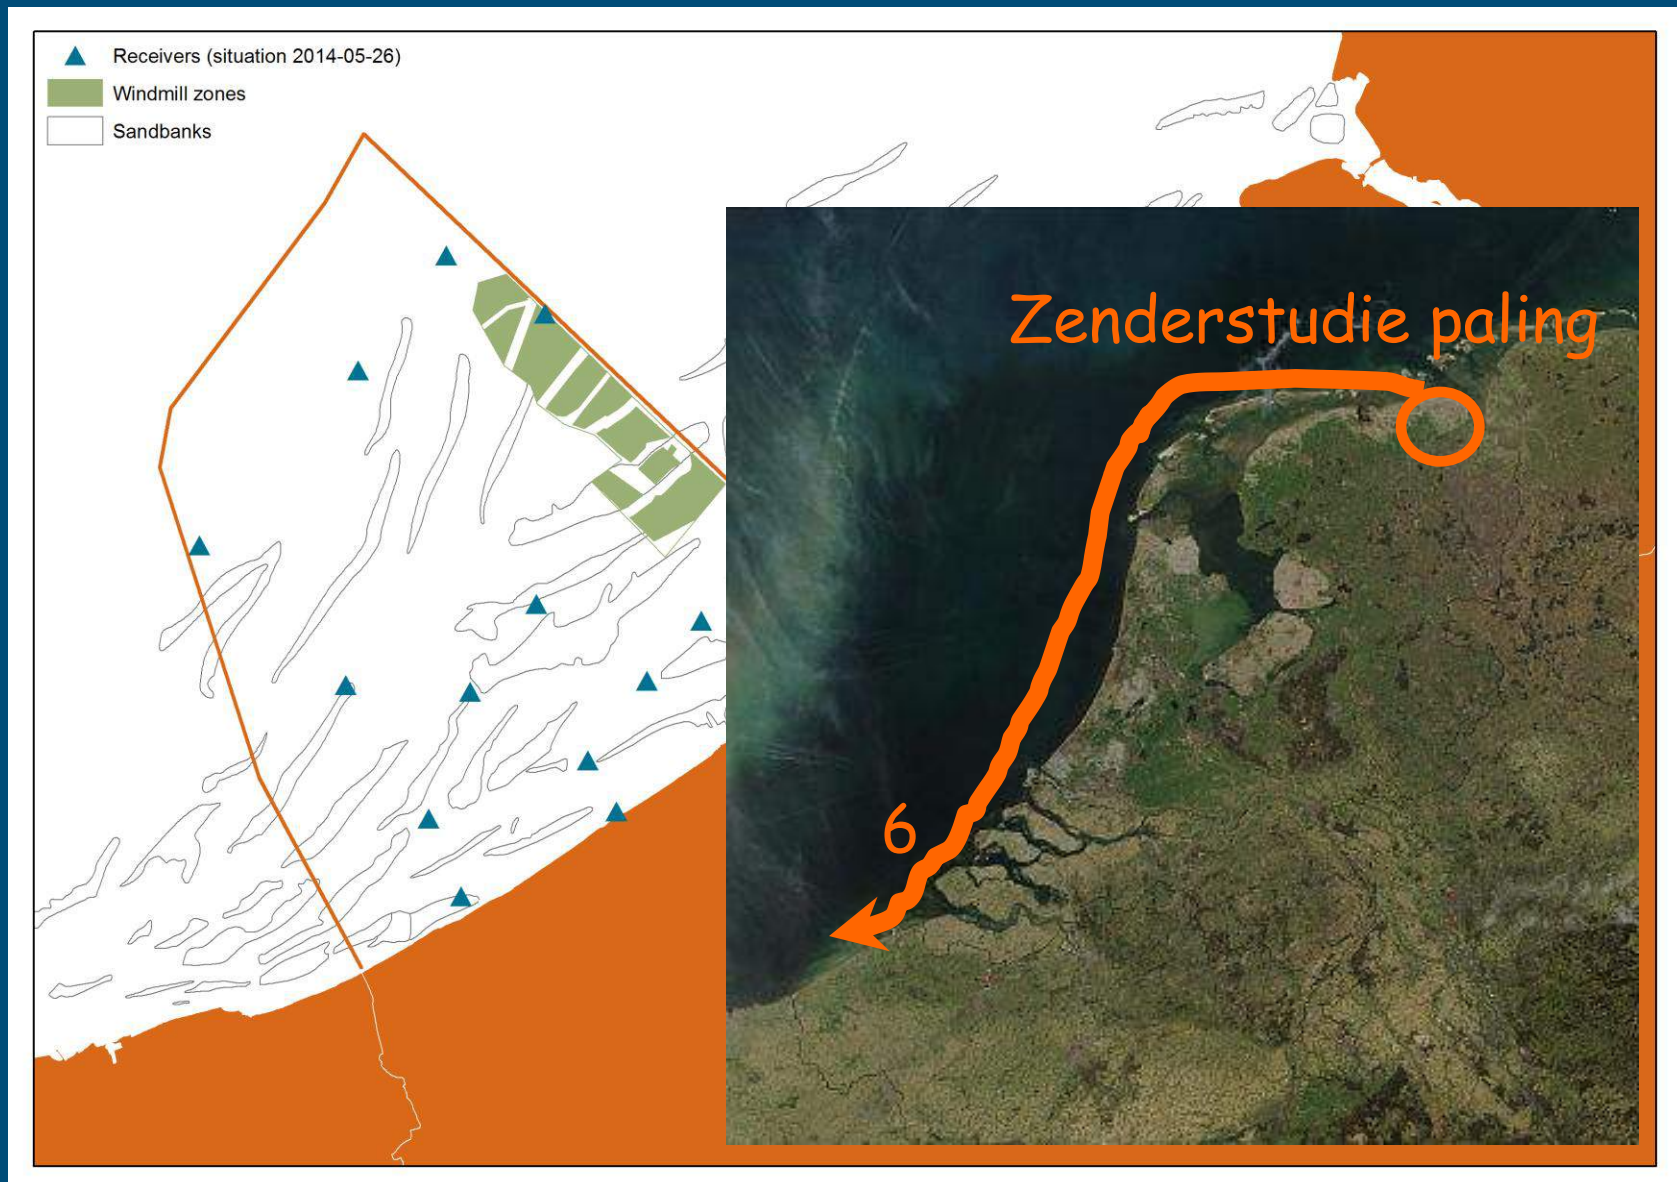 Receivers (situation 2014-05-26)
Windmill zones
Sandbanks
Zenderstudie paling
6